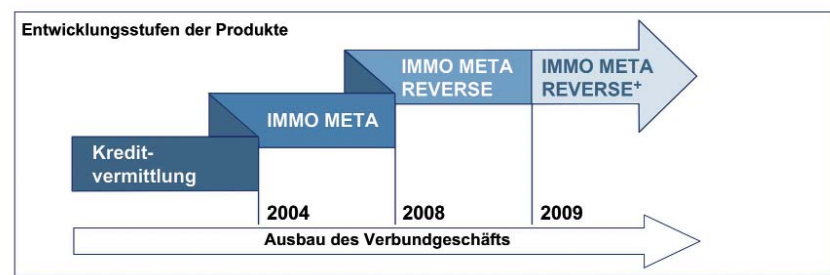 Entwicklungsstufen der Produkte
IMMO META
REVERSE
IMMO META
REVERSE+
IMMO META
Kredit-
vermittlung
2004
2008
2009
Ausbau des Verbundgeschäfts